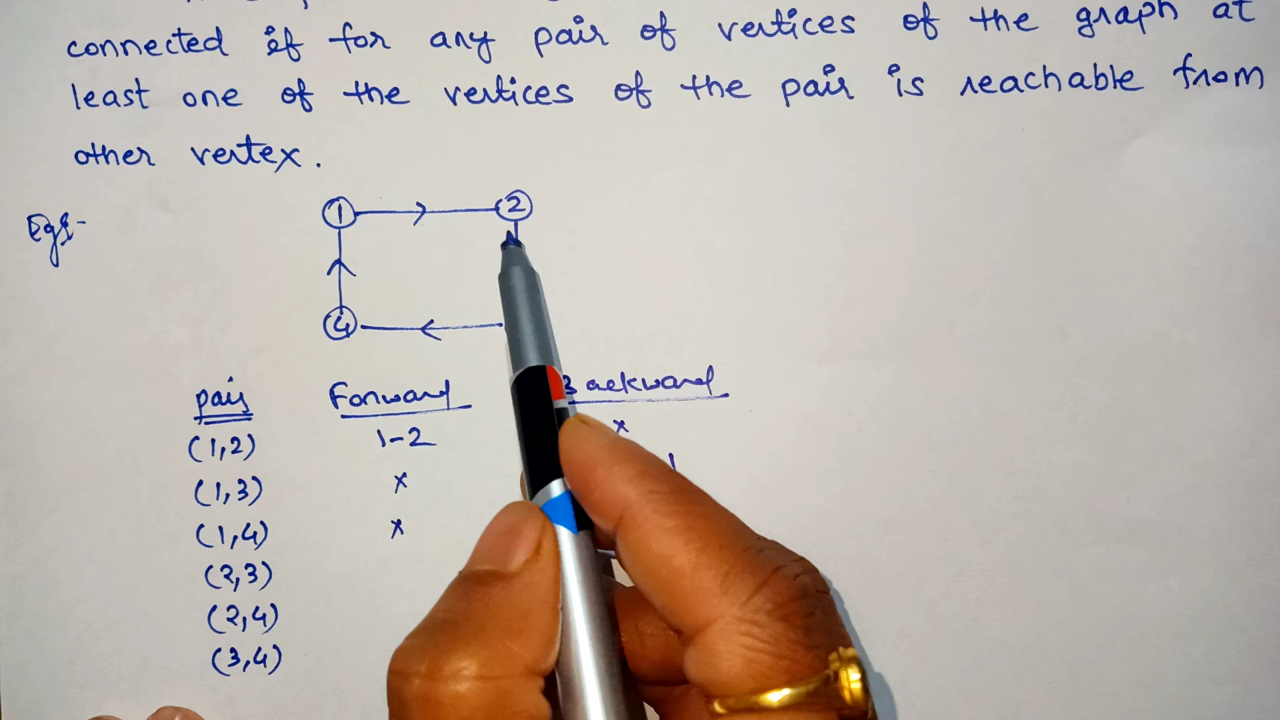 connected if for any pair of vertices of the graph at
least one of the vertices of the pair is reachable from
other vertex.
Eg:-
1 2
4
pair Forward Backward
(1,2) 1-2 x
(1,3) x
(1,4) x
(2,3)
(2,4)
(3,4)